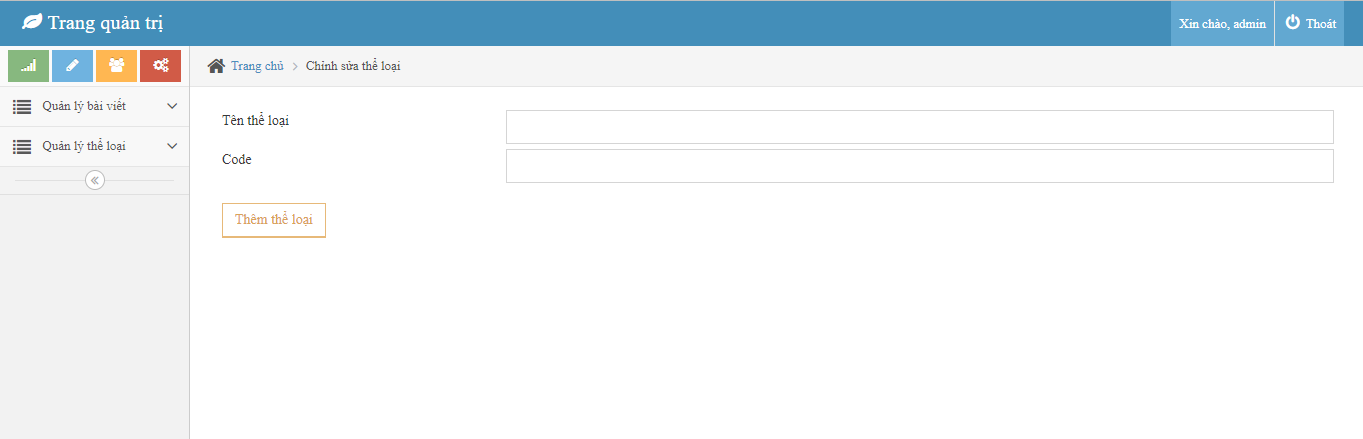 Trang quản trị
Xin chào, admin
Thoát
Trang chủ
Chỉnh sửa thể loại
Quản lý bài viết
Quản lý thể loại
Tên thể loại
Code
Thêm thể loại